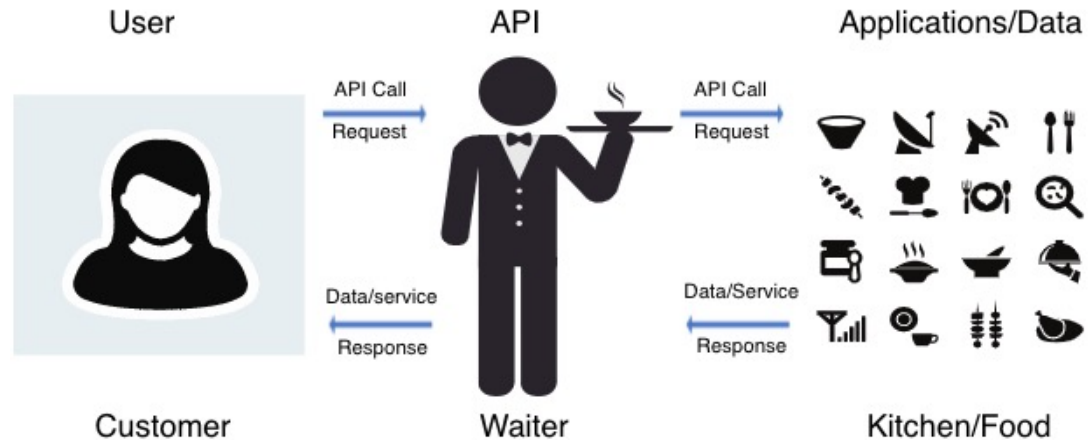 User
API
Applications/Data
API Call
Request
API Call
Request
Data/service
Response
Data/Service
Response
Customer
Waiter
Kitchen/Food